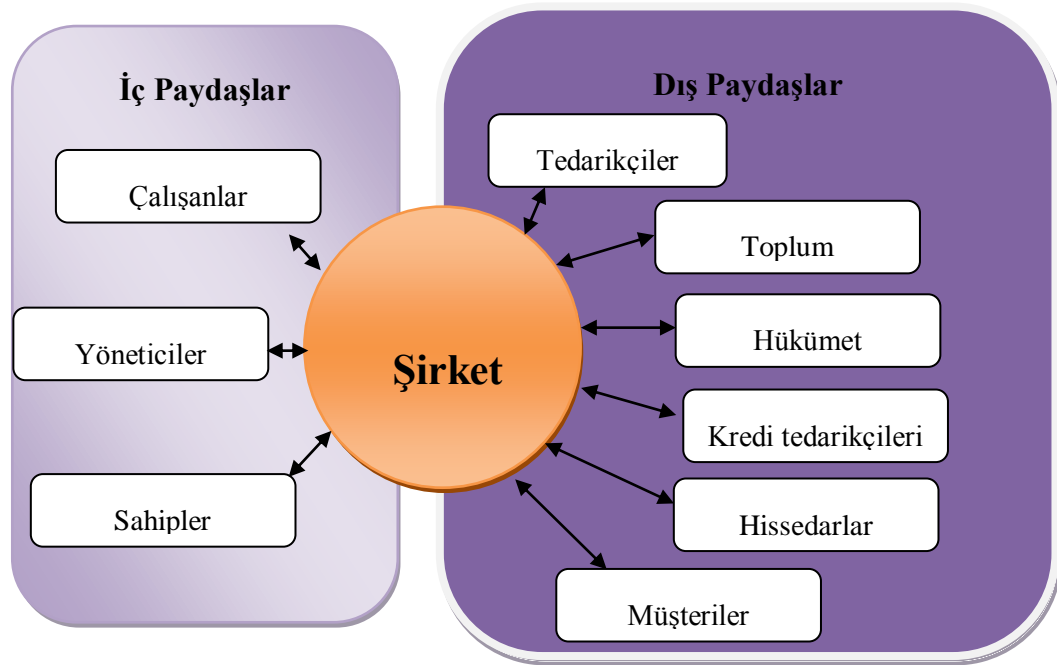 İç Paydaşlar
Çalışanlar
Yöneticiler
Sahipler
Şirket
Dış Paydaşlar
Tedarikçiler
Toplum
Hükümet
Kredi tedarikçileri
Hissedarlar
Müşteriler